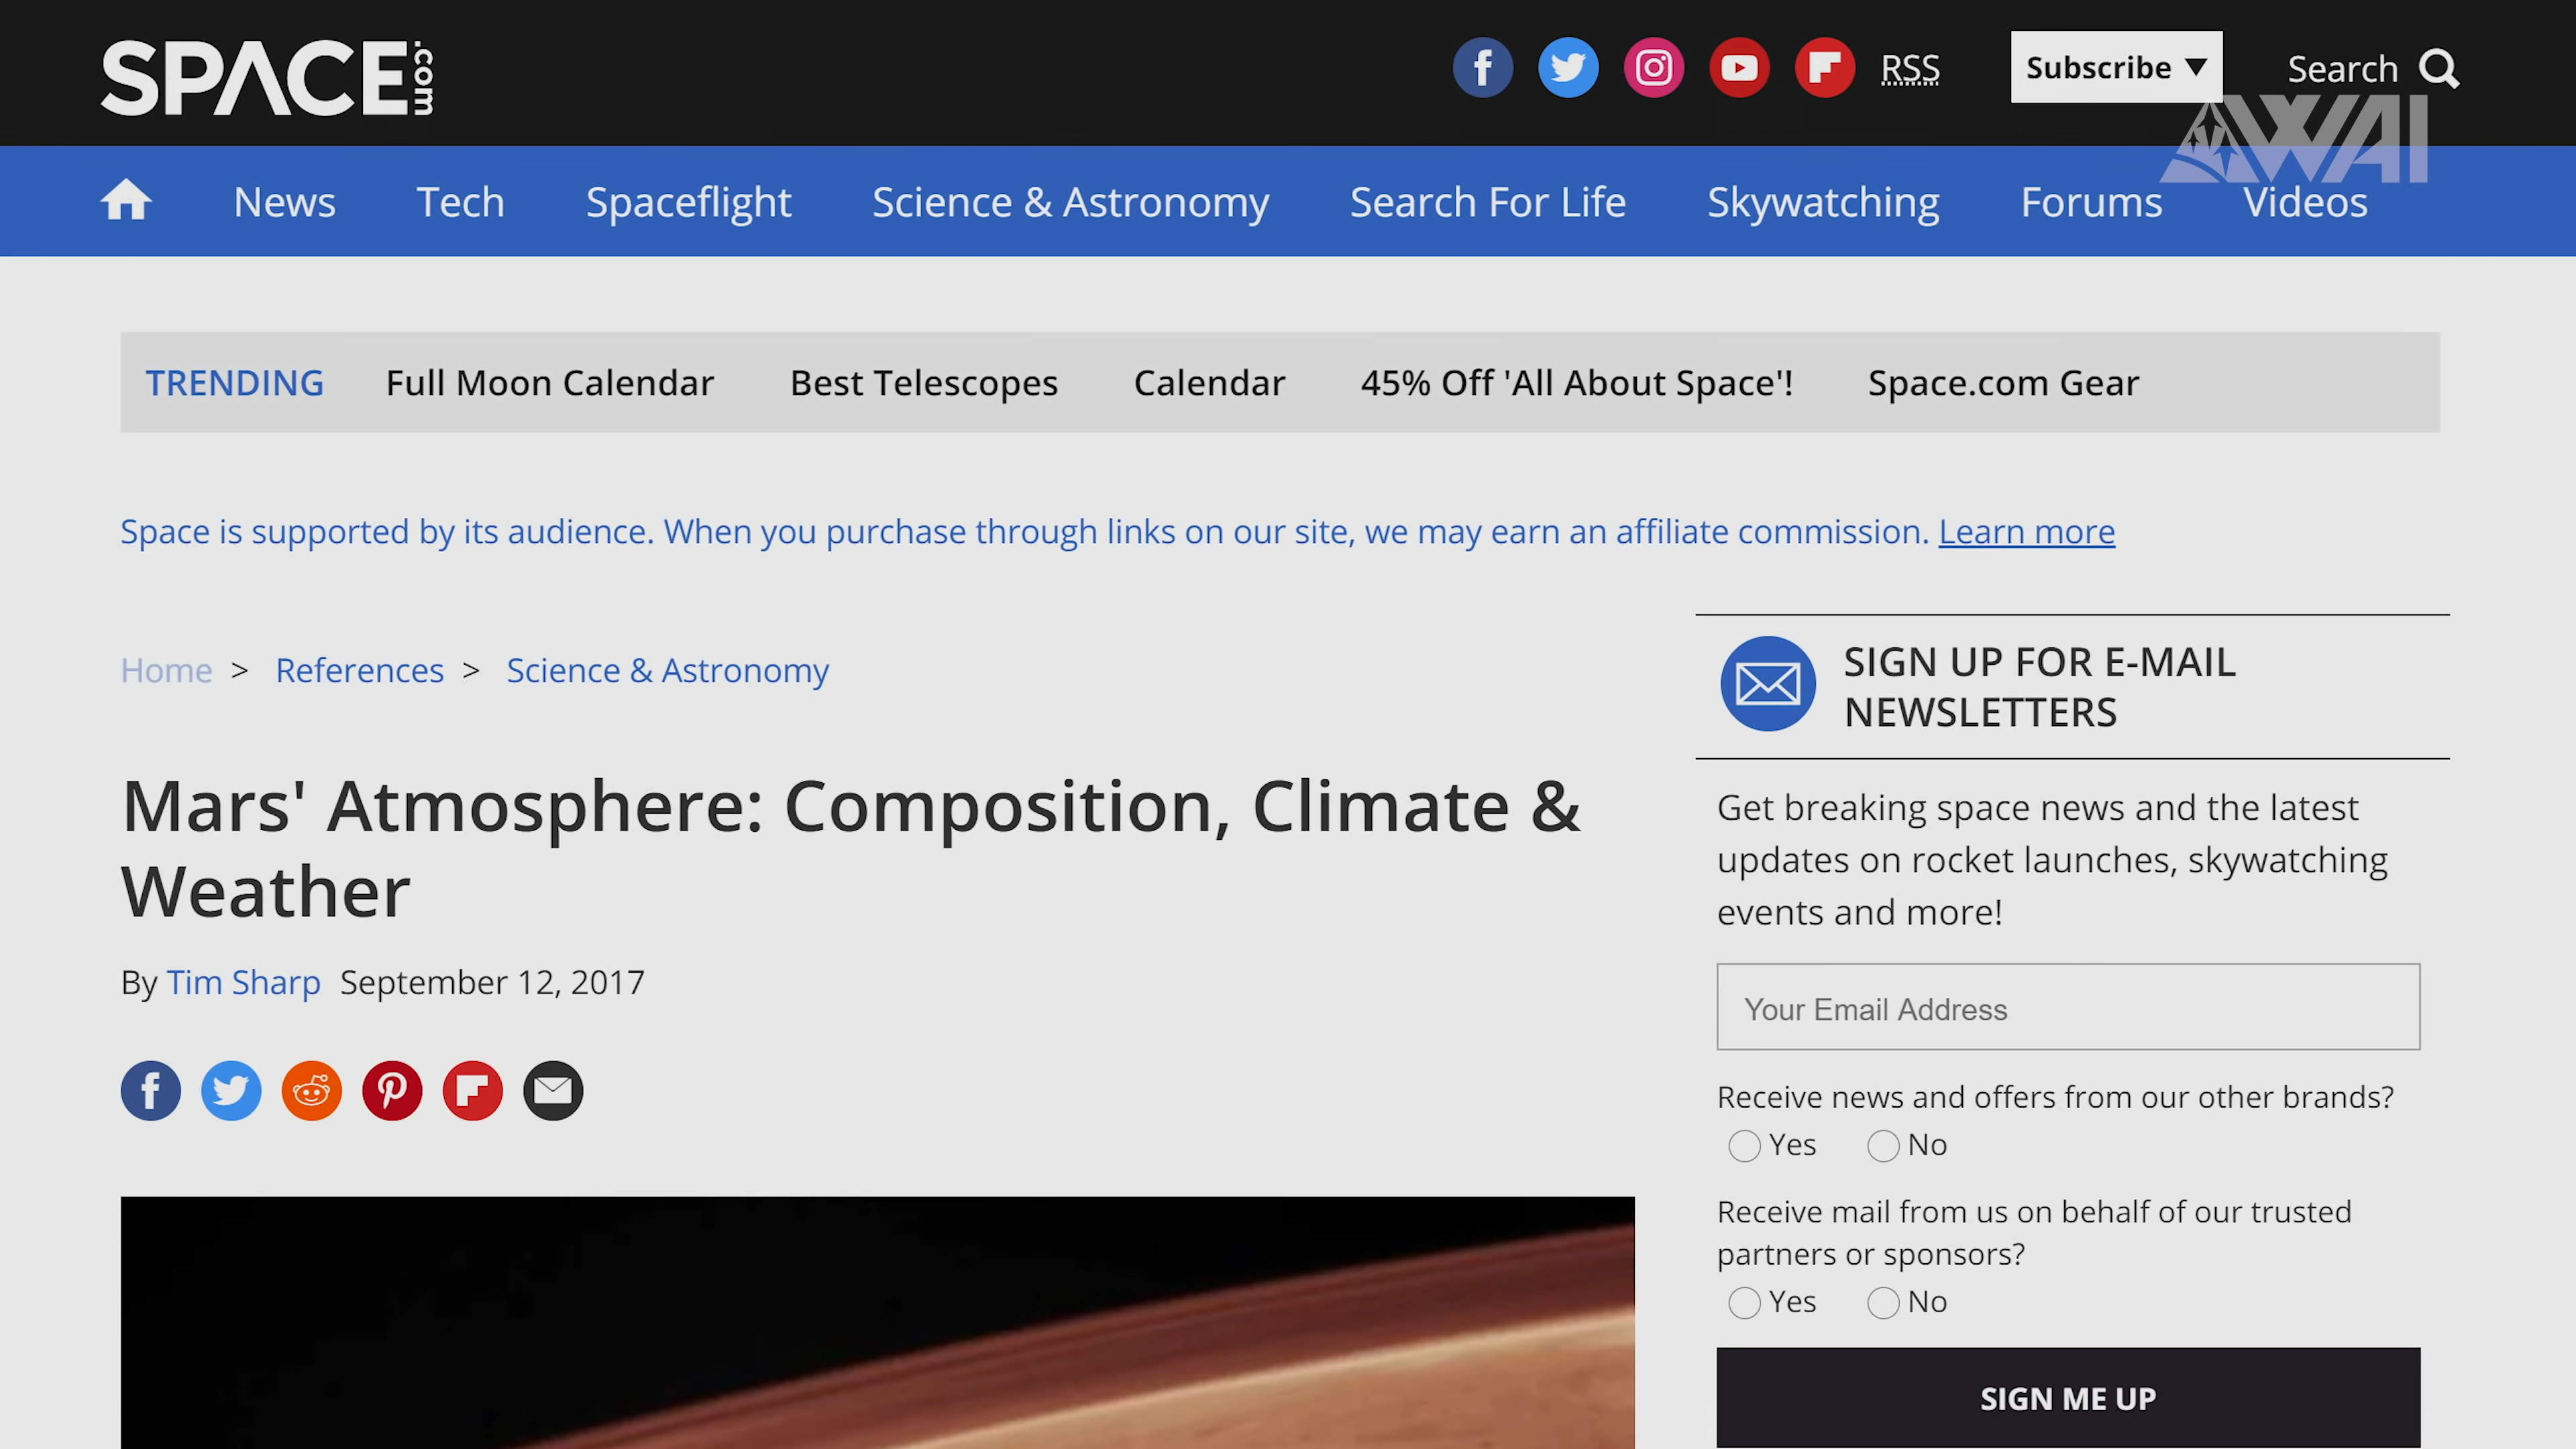 SPACE.com
RSS
Subscribe ▼
Search
WAI
News Tech Spaceflight Science & Astronomy Search For Life Skywatching Forums Videos
TRENDING Full Moon Calendar Best Telescopes Calendar 45% Off 'All About Space'! Space.com Gear
Space is supported by its audience. When you purchase through links on our site, we may earn an affiliate commission. Learn more
Home > References > Science & Astronomy
Mars' Atmosphere: Composition, Climate &
Weather
By Tim Sharp September 12, 2017
SIGN UP FOR E-MAIL
NEWSLETTERS
Get breaking space news and the latest
updates on rocket launches, skywatching
events and more!
Your Email Address
Receive news and offers from our other brands?
Yes No
Receive mail from us on behalf of our trusted
partners or sponsors?
Yes No
SIGN ME UP